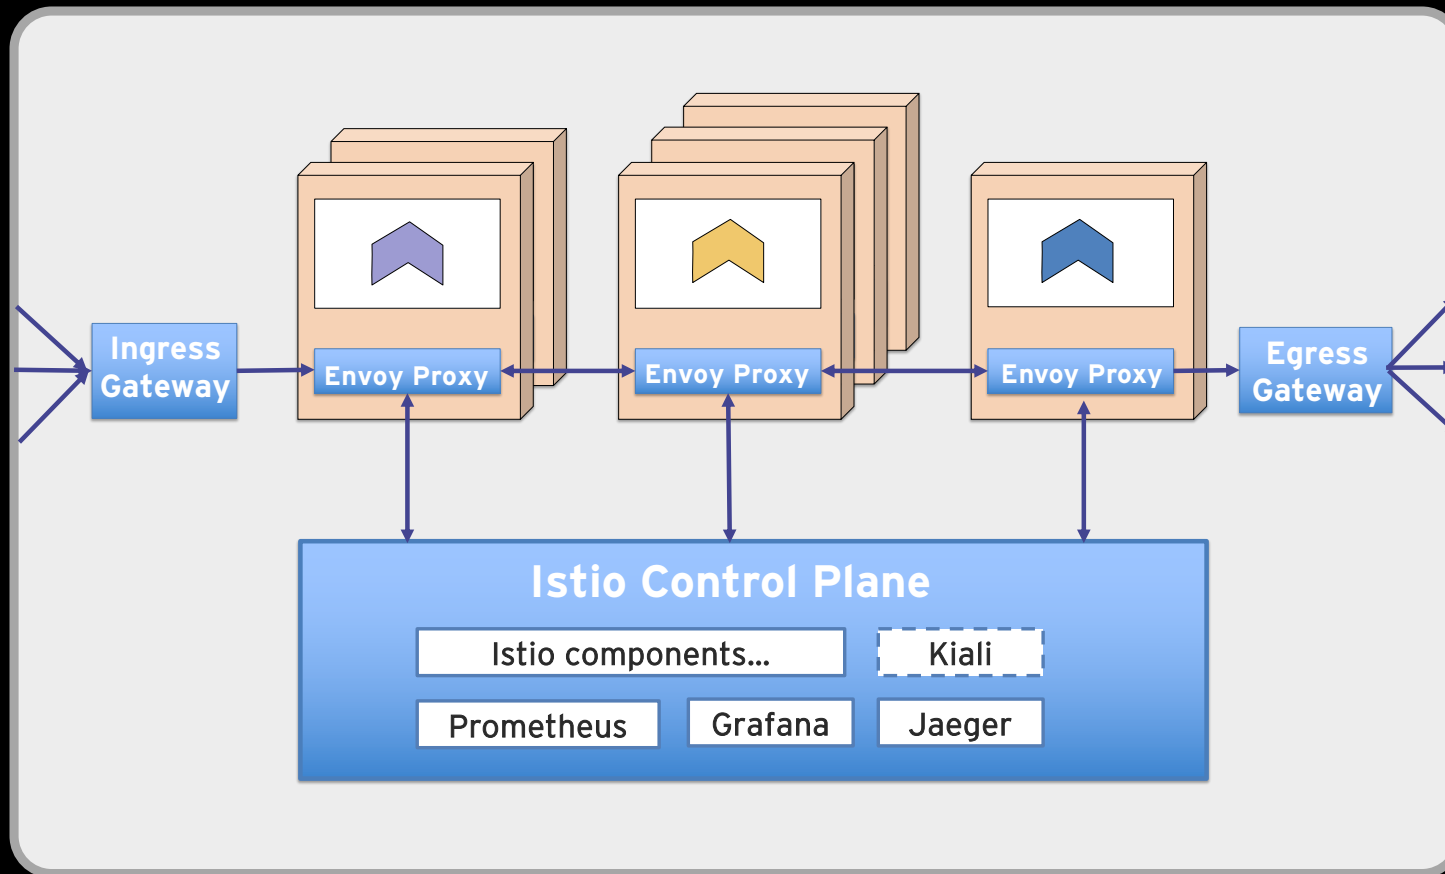 Ingress
Gateway
Envoy Proxy
Envoy Proxy
Envoy Proxy
Egress
Gateway
Istio Control Plane
Istio components...
Kiali
Prometheus
Grafana
Jaeger